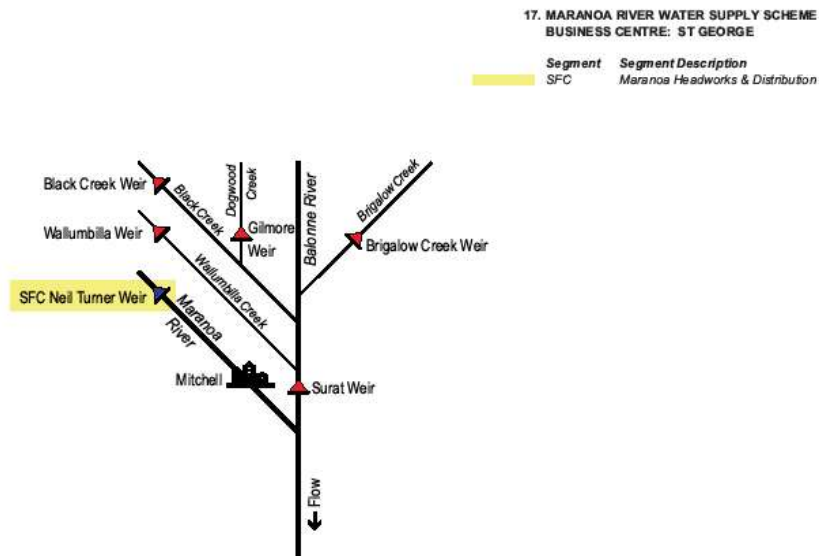 17. MARANOA RIVER WATER SUPPLY SCHEME
BUSINESS CENTRE: ST GEORGE
Segment Segment Description
SFC Maranoa Headworks & Distribution
Black Creek Weir
Black Creek
Dogwood
Creek
Gilmore
Weir
Balonne River
Brigalow Creek
Brigalow Creek Weir
Wallumbilla Weir
Wallumbilla Creek
SFC Neil Turner Weir
Maranoa
River
Mitchell
Surat Weir
Flow